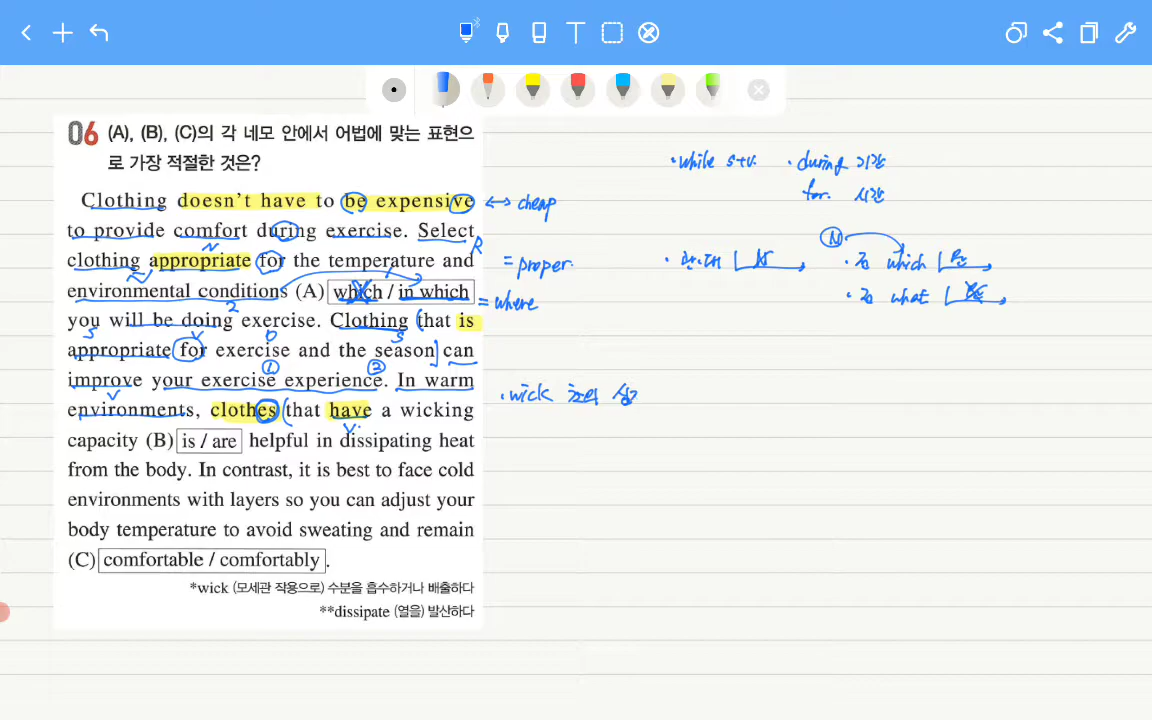 06 (A), (B), (C)의 각 네모 안에서 어법에 맞는 표현으
로 가장 적절한 것은?
Clothing doesn't have to be expensive ↔ cheap
to provide comfort during exercise. Select
clothing appropriate for the temperature and
= proper.
environmental conditions (A) which / in which
= where
you will be doing exercise. Clothing (that is
appropriate for exercise and the season] can
improve your exercise experience. In warm
environments, clothes (that have a wicking
capacity (B) is / are helpful in dissipating heat
from the body. In contrast, it is best to face cold
environments with layers so you can adjust your
body temperature to avoid sweating and remain
(C) comfortable / comfortably.
*wick (모세관 작용으로) 수분을 흡수하거나 배출하다
**dissipate (열을) 발산하다
N
R
2
S V O S
① ②
V
V
· while s+v. · during 기간
for. 시간
N
which
what
· wick